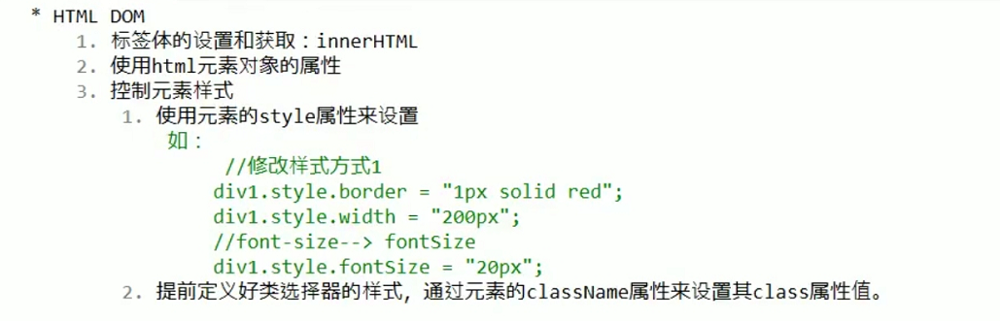 * HTML DOM
1. 标签体的设置和获取：innerHTML
2. 使用html元素对象的属性
3. 控制元素样式
1. 使用元素的style属性来设置
如：
//修改样式方式1
div1.style.border = "1px solid red";
div1.style.width = "200px";
//font-size--> fontSize
div1.style.fontSize = "20px";
2. 提前定义好类选择器的样式，通过元素的className属性来设置其class属性值。